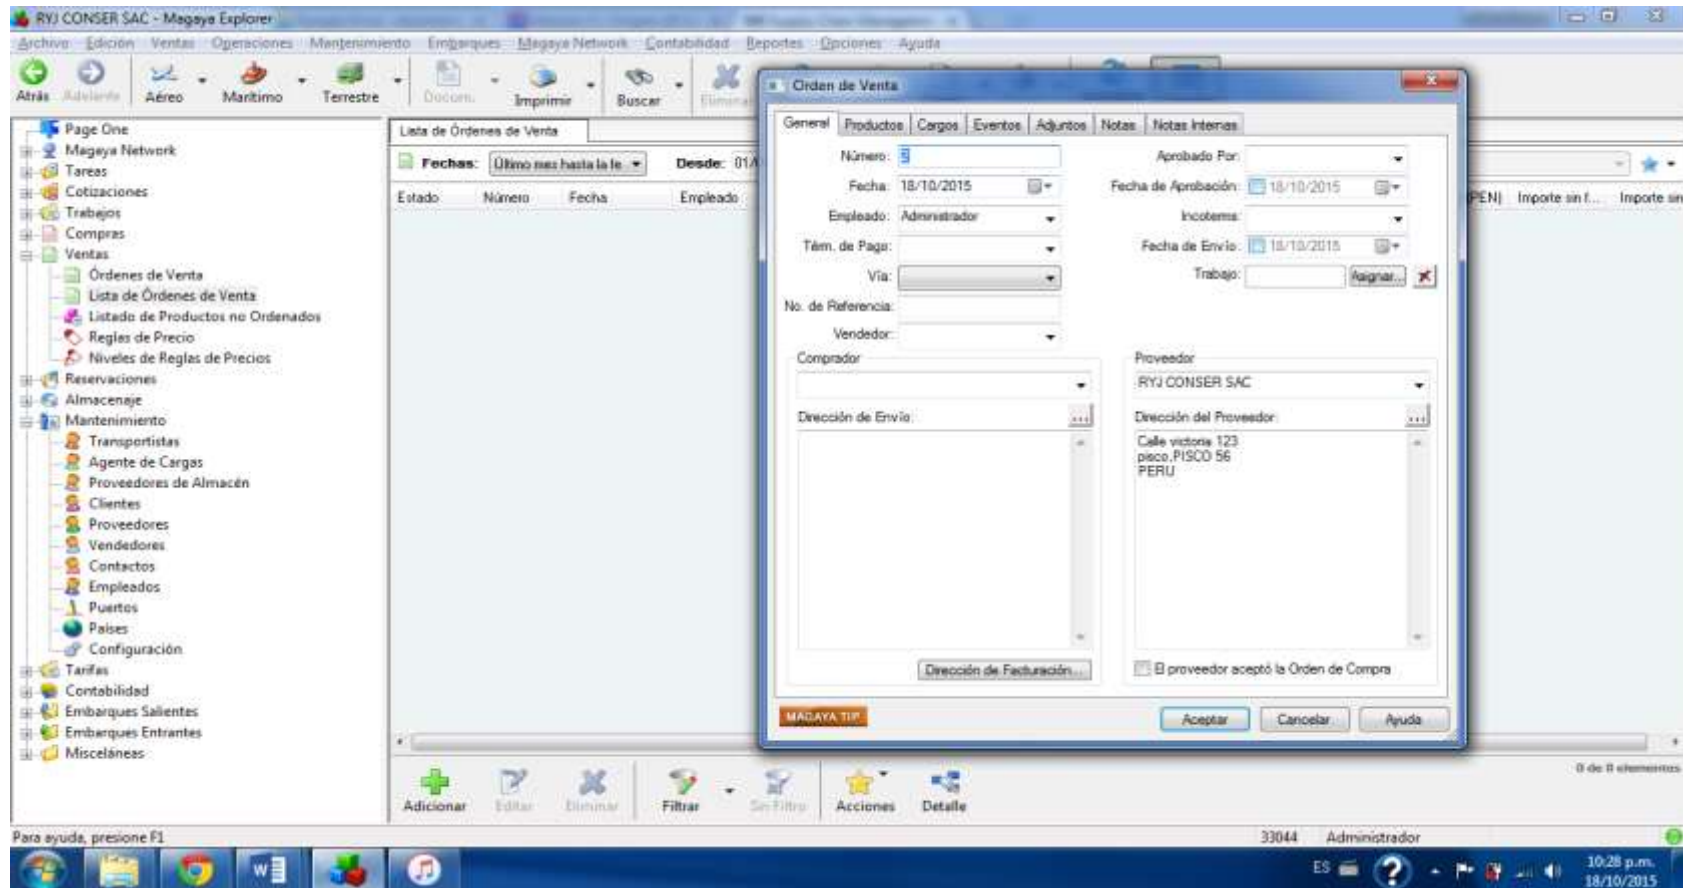 RYJ CONSER SAC - Magaya Explorer
Archivo Edición Ventas Operaciones Mantenimiento Embarques Magaya Network Contabilidad Reportes Opciones Ayuda
Atrás Adelante Aéreo Marítimo Terrestre Docum. Imprimir Buscar Eliminar
Page One
Magaya Network
Tareas
Cotizaciones
Trabajos
Compras
Ventas
Órdenes de Venta
Lista de Órdenes de Venta
Listado de Productos no Ordenados
Reglas de Precio
Niveles de Reglas de Precios
Reservaciones
Almacenaje
Mantenimiento
Transportistas
Agente de Cargas
Proveedores de Almacén
Clientes
Proveedores
Vendedores
Contactos
Empleados
Puertos
Países
Configuración
Tarifas
Contabilidad
Embarques Salientes
Embarques Entrantes
Misceláneas
Lista de Órdenes de Venta
Fechas: Último mes hasta la fe Desde: 01/
Estado Número Fecha Empleado (PEN) Importe sin f... Importe sin
Orden de Venta
General Productos Cargos Eventos Adjuntos Notas Notas Internas
Número: Aprobado Por:
Fecha: 18/10/2015 Fecha de Aprobación: 18/10/2015
Empleado: Administrador Incoterms:
Térm. de Pago: Fecha de Envío: 18/10/2015
Vía: Trabajo: Asignar...
No. de Referencia:
Vendedor:
Comprador Proveedor
RYJ CONSER SAC
Dirección de Envío: ... Dirección del Proveedor: ...
Calle victoria 123
pisco,PISCO 56
PERU
Dirección de Facturación... El proveedor aceptó la Orden de Compra
MAGAYA TIP Aceptar Cancelar Ayuda
0 de 0 elementos
Adicionar Editar Eliminar Filtrar Sin Filtro Acciones Detalle
Para ayuda, presione F1 33044 Administrador
ES 10:28 p.m.
18/10/2015